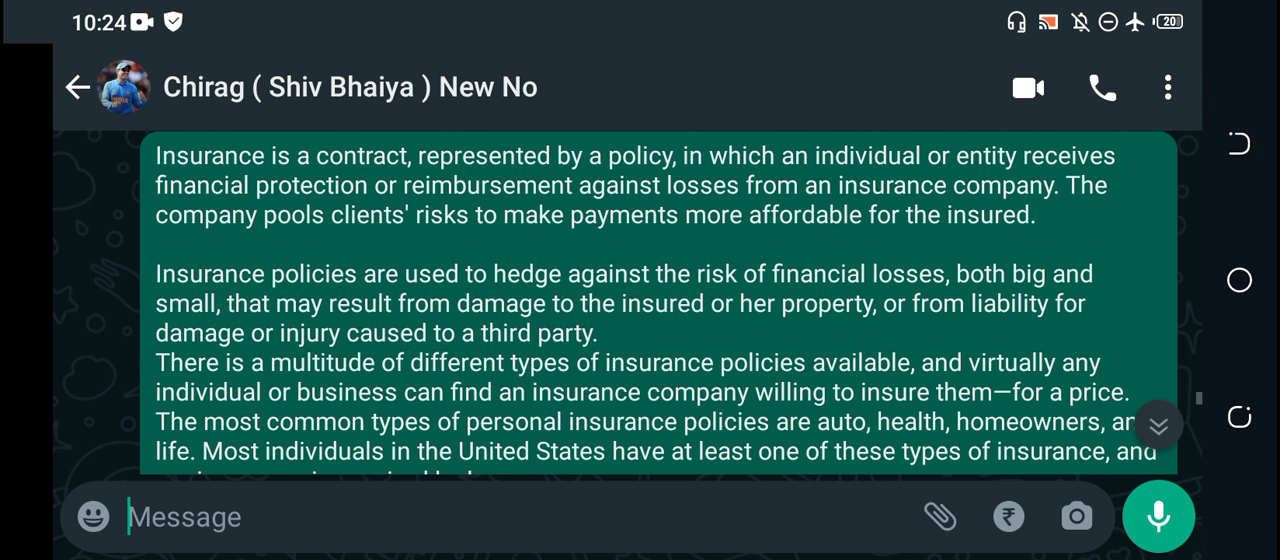 10:24
20
Chirag ( Shiv Bhaiya ) New No
Insurance is a contract, represented by a policy, in which an individual or entity receives
financial protection or reimbursement against losses from an insurance company. The
company pools clients' risks to make payments more affordable for the insured.
Insurance policies are used to hedge against the risk of financial losses, both big and
small, that may result from damage to the insured or her property, or from liability for
damage or injury caused to a third party.
There is a multitude of different types of insurance policies available, and virtually any
individual or business can find an insurance company willing to insure them—for a price.
The most common types of personal insurance policies are auto, health, homeowners, an
life. Most individuals in the United States have at least one of these types of insurance, and
Message